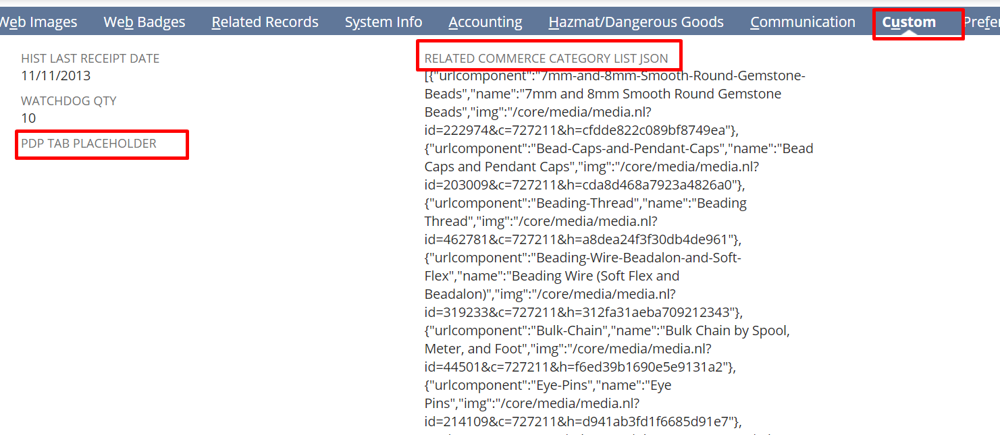 Web Images Web Badges Related Records System Info Accounting Hazmat/Dangerous Goods Communication Custom Prefer
HIST LAST RECEIPT DATE
11/11/2013
WATCHDOG QTY
10
PDP TAB PLACEHOLDER
RELATED COMMERCE CATEGORY LIST JSON
[{"urlcomponent":"7mm-and-8mm-Smooth-Round-Gemstone-
Beads","name":"7mm and 8mm Smooth Round Gemstone
Beads","img":"/core/media/media.nl?
id=222974&c=727211&h=cfdde822c089bf8749ea"},
{"urlcomponent":"Bead-Caps-and-Pendant-Caps","name":"Bead
Caps and Pendant Caps","img":"/core/media/media.nl?
id=203009&c=727211&h=cda8d468a7923a4826a0"},
{"urlcomponent":"Beading-Thread","name":"Beading
Thread","img":"/core/media/media.nl?
id=462781&c=727211&h=a8dea24f3f30db4de961"},
{"urlcomponent":"Beading-Wire-Beadalon-and-Soft-
Flex","name":"Beading Wire (Soft Flex and
Beadalon)","img":"/core/media/media.nl?
id=319233&c=727211&h=312fa31aeba709212343"},
{"urlcomponent":"Bulk-Chain","name":"Bulk Chain by Spool,
Meter, and Foot","img":"/core/media/media.nl?
id=44501&c=727211&h=f6ed39b1690e5e9131a2"},
{"urlcomponent":"Eye-Pins","name":"Eye
Pins","img":"/core/media/media.nl?
id=214109&c=727211&h=d941ab3fd1f6685d91e7"},